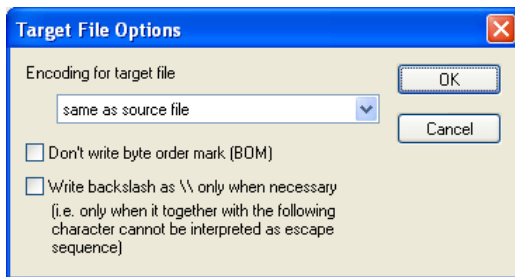 Target File Options
Encoding for target file
same as source file
OK
Cancel
Don't write byte order mark (BOM)
Write backslash as \\ only when necessary
(i.e. only when it together with the following
character cannot be interpreted as escape
sequence)